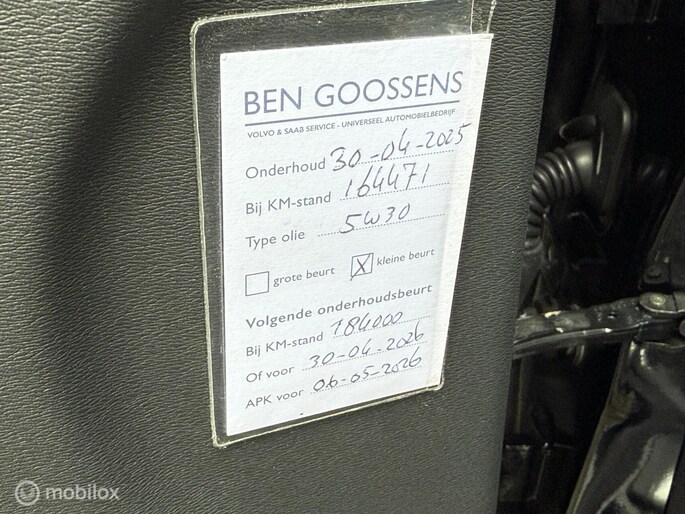 BEN GOOSSENS
VOLVO & SAAB SERVICE - UNIVERSEEL AUTOMOBIELBEDRIJF
Onderhoud 30-04-2025
Bij KM-stand 164471
Type olie 5W30
grote beurt X kleine beurt
Volgende onderhoudsbeurt
Bij KM-stand 184000
Of voor 30-04-2026
APK voor 06-05-2026
mobilox